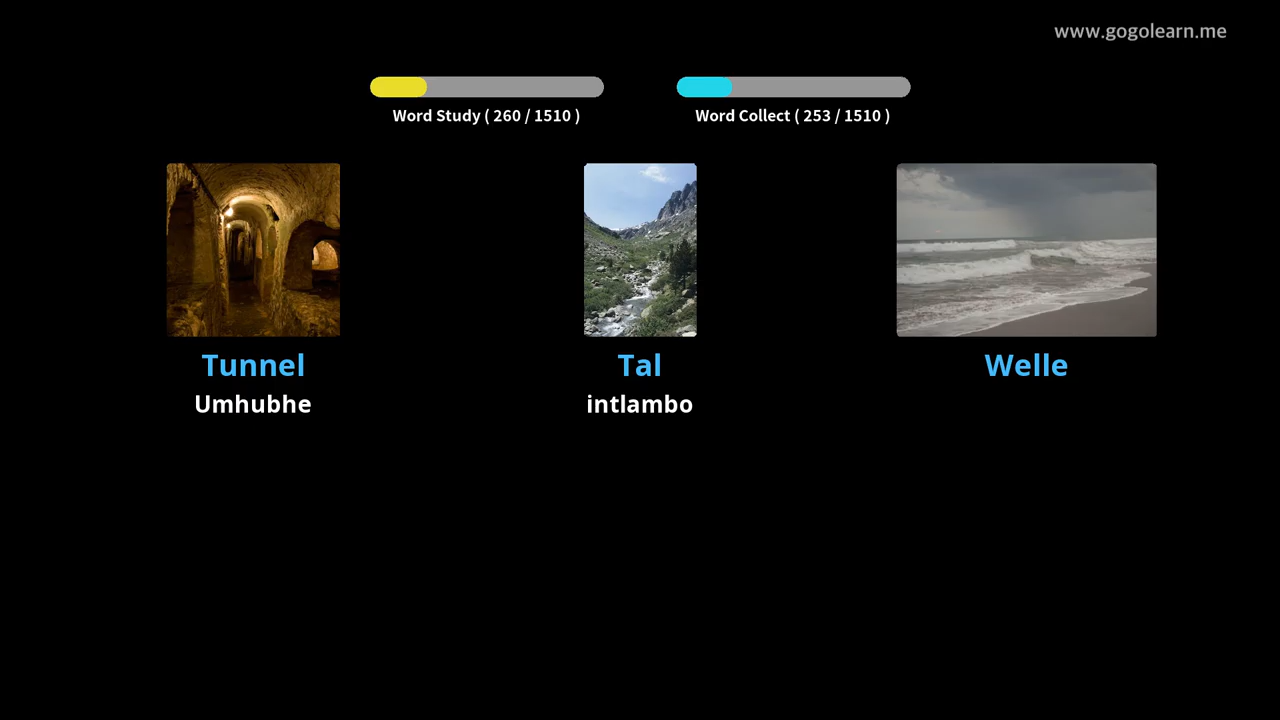 www.gogolearn.me
Word Study ( 260 / 1510 )
Word Collect ( 253 / 1510 )
Tunnel
Umhubhe
Tal
intlambo
Welle